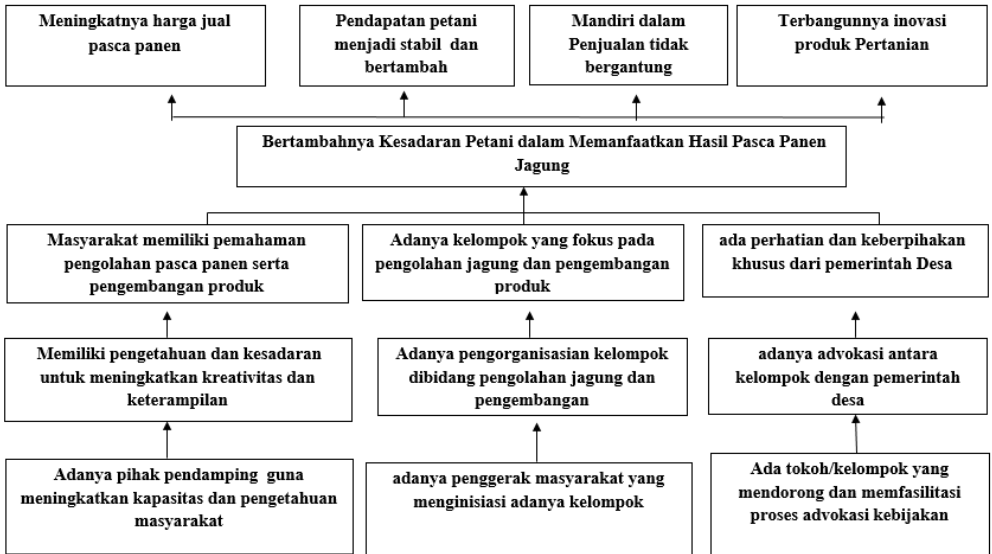 Meningkatnya harga jual
pasca panen
Pendapatan petani
menjadi stabil dan
bertambah
Mandiri dalam
Penjualan tidak
bergantung
Terbangunnya inovasi
produk Pertanian
Bertambahnya Kesadaran Petani dalam Memanfaatkan Hasil Pasca Panen
Jagung
Masyarakat memiliki pemahaman
pengolahan pasca panen serta
pengembangan produk
Adanya kelompok yang fokus pada
pengolahan jagung dan pengembangan
produk
ada perhatian dan keberpihakan
khusus dari pemerintah Desa
Memiliki pengetahuan dan kesadaran
untuk meningkatkan kreativitas dan
keterampilan
Adanya pengorganisasian kelompok
dibidang pengolahan jagung dan
pengembangan
adanya advokasi antara
kelompok dengan pemerintah
desa
Adanya pihak pendamping guna
meningkatkan kapasitas dan pengetahuan
masyarakat
adanya penggerak masyarakat yang
menginisiasi adanya kelompok
Ada tokoh/kelompok yang
mendorong dan memfasilitasi
proses advokasi kebijakan